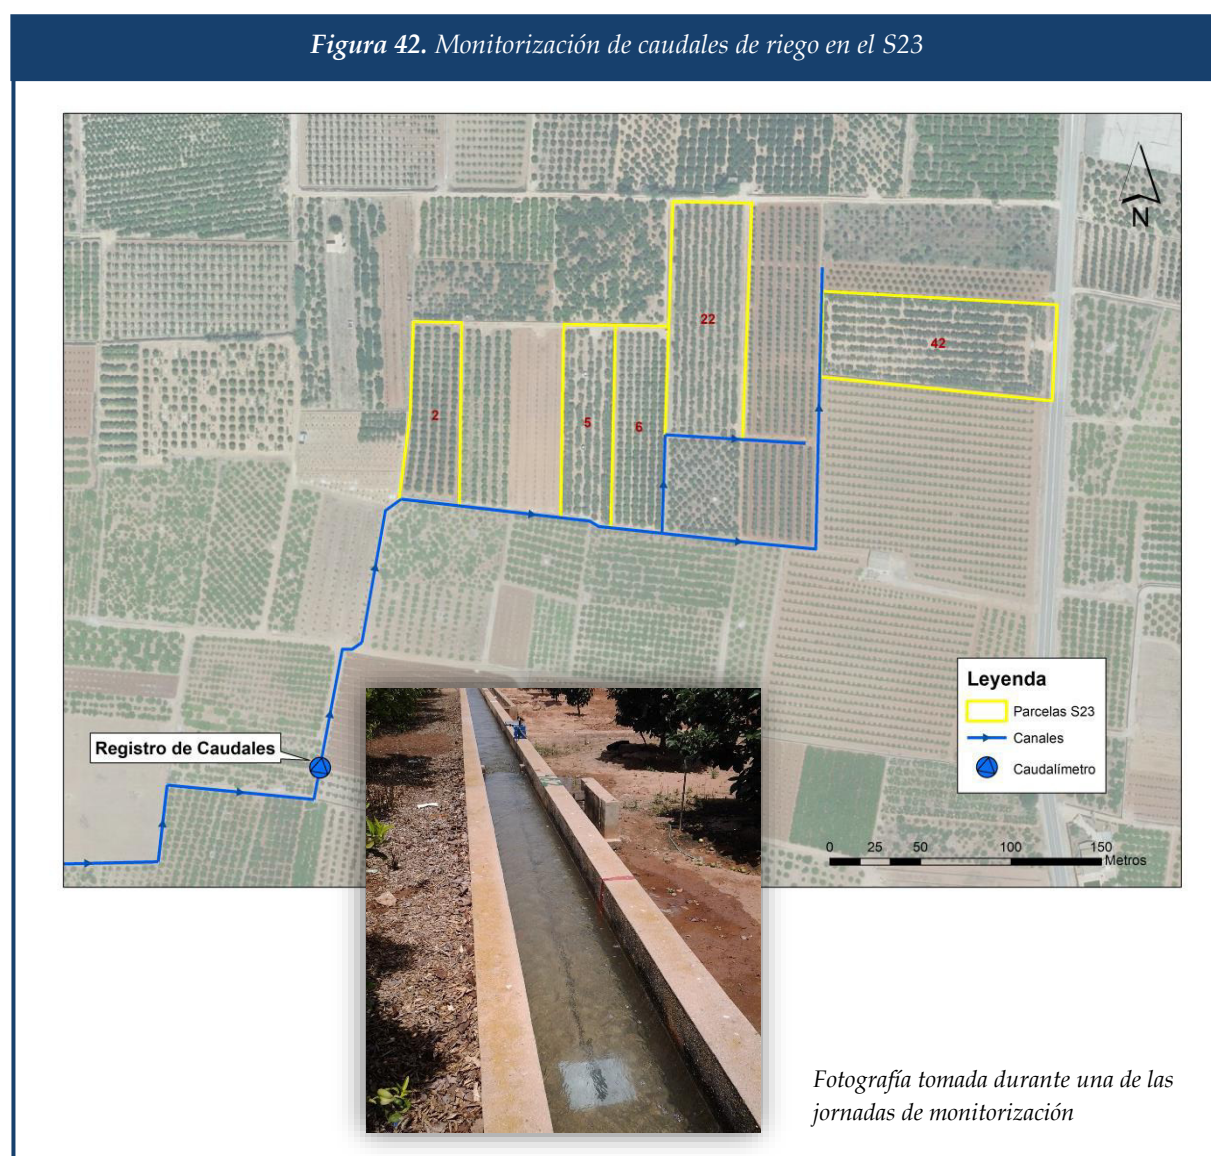 Figura 42. Monitorización de caudales de riego en el S23
N
22
42
2
5
6
Registro de Caudales
Leyenda
Parcelas S23
Canales
Caudalímetro
0 25 50 100 150
Metros
Fotografía tomada durante una de las
jornadas de monitorización